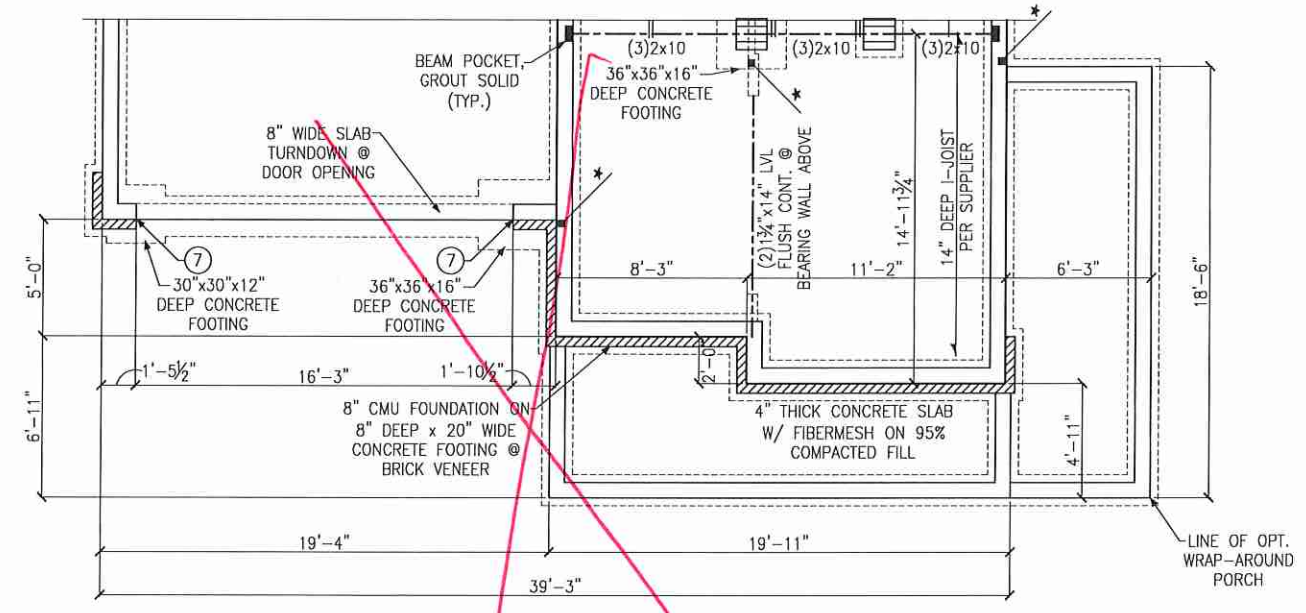 (3)2x10
(3)2x10
(3)2x10
BEAM POCKET,
GROUT SOLID
(TYP.)
36"x36"x16"
DEEP CONCRETE
FOOTING
8" WIDE SLAB
TURNDOWN @
DOOR OPENING
(2)1¾"x14" LVL
FLUSH CONT. @
BEARING WALL ABOVE
14'-11¾"
14" DEEP I-JOIST
PER SUPPLIER
7
7
30"x30"x12"
DEEP CONCRETE
FOOTING
36"x36"x16"
DEEP CONCRETE
FOOTING
8'-3"
11'-2"
6'-3"
18'-6"
5'-0"
1'-5½"
16'-3"
1'-10½"
2'-0"
6'-11"
8" CMU FOUNDATION ON
8" DEEP x 20" WIDE
CONCRETE FOOTING @
BRICK VENEER
4" THICK CONCRETE SLAB
W/ FIBERMESH ON 95%
COMPACTED FILL
4'-11"
19'-4"
19'-11"
39'-3"
LINE OF OPT.
WRAP-AROUND
PORCH